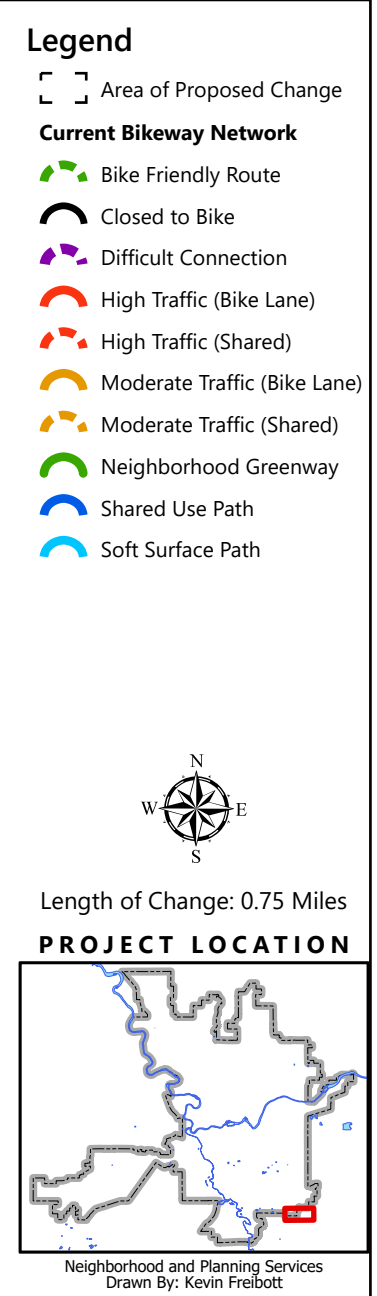 Legend
Area of Proposed Change
Current Bikeway Network
Bike Friendly Route
Closed to Bike
Difficult Connection
High Traffic (Bike Lane)
High Traffic (Shared)
Moderate Traffic (Bike Lane)
Moderate Traffic (Shared)
Neighborhood Greenway
Shared Use Path
Soft Surface Path
N
W E
S
Length of Change: 0.75 Miles
PROJECT LOCATION
Neighborhood and Planning Services
Drawn By: Kevin Freibott